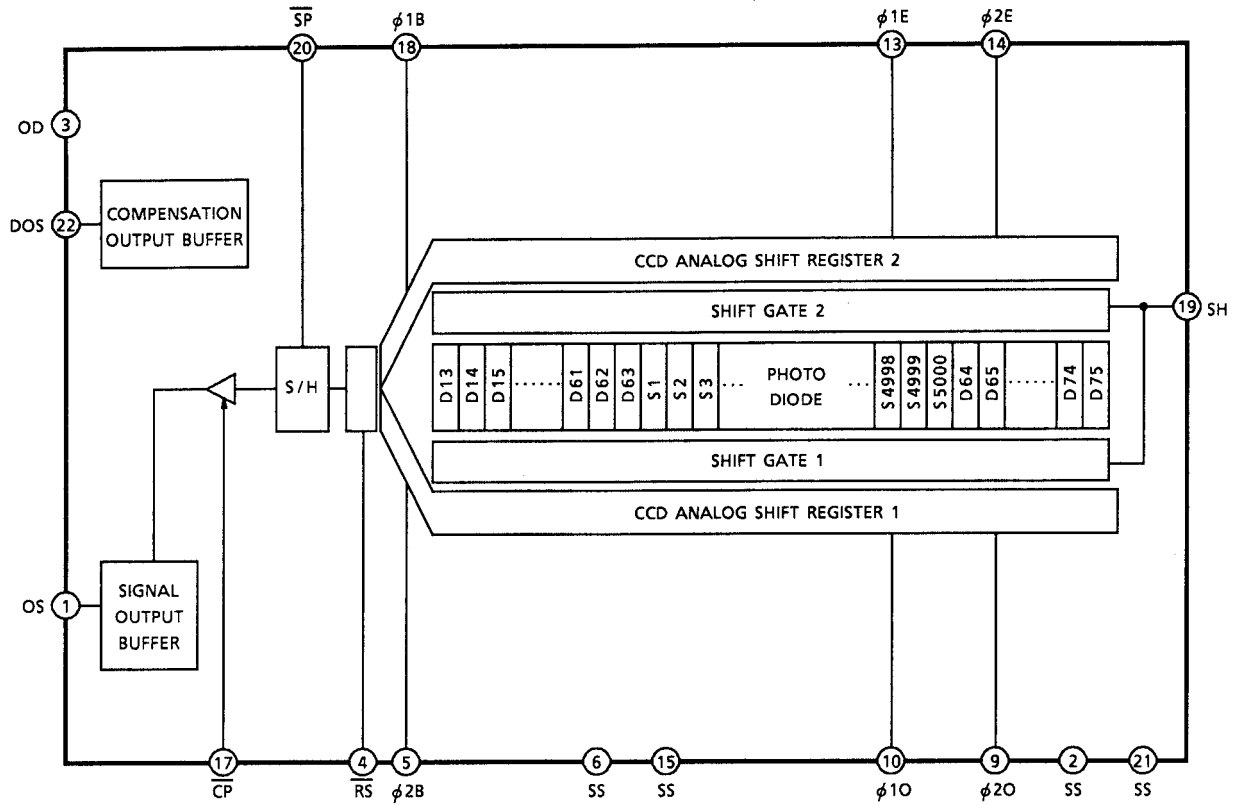 SP φ1B φ1E φ2E
20 18 13 14
OD 3
DOS 22
COMPENSATION
OUTPUT BUFFER
CCD ANALOG SHIFT REGISTER 2
SHIFT GATE 2
19 SH
S/H
D13 D14 D15 ······ D61 D62 D63 S1 S2 S3 ··· PHOTO DIODE ··· S4998 S4999 S5000 D64 D65 ······ D74 D75
SHIFT GATE 1
CCD ANALOG SHIFT REGISTER 1
OS 1
SIGNAL
OUTPUT
BUFFER
17 4 5 6 15 10 9 2 21
CP RS φ2B SS SS φ1O φ2O SS SS